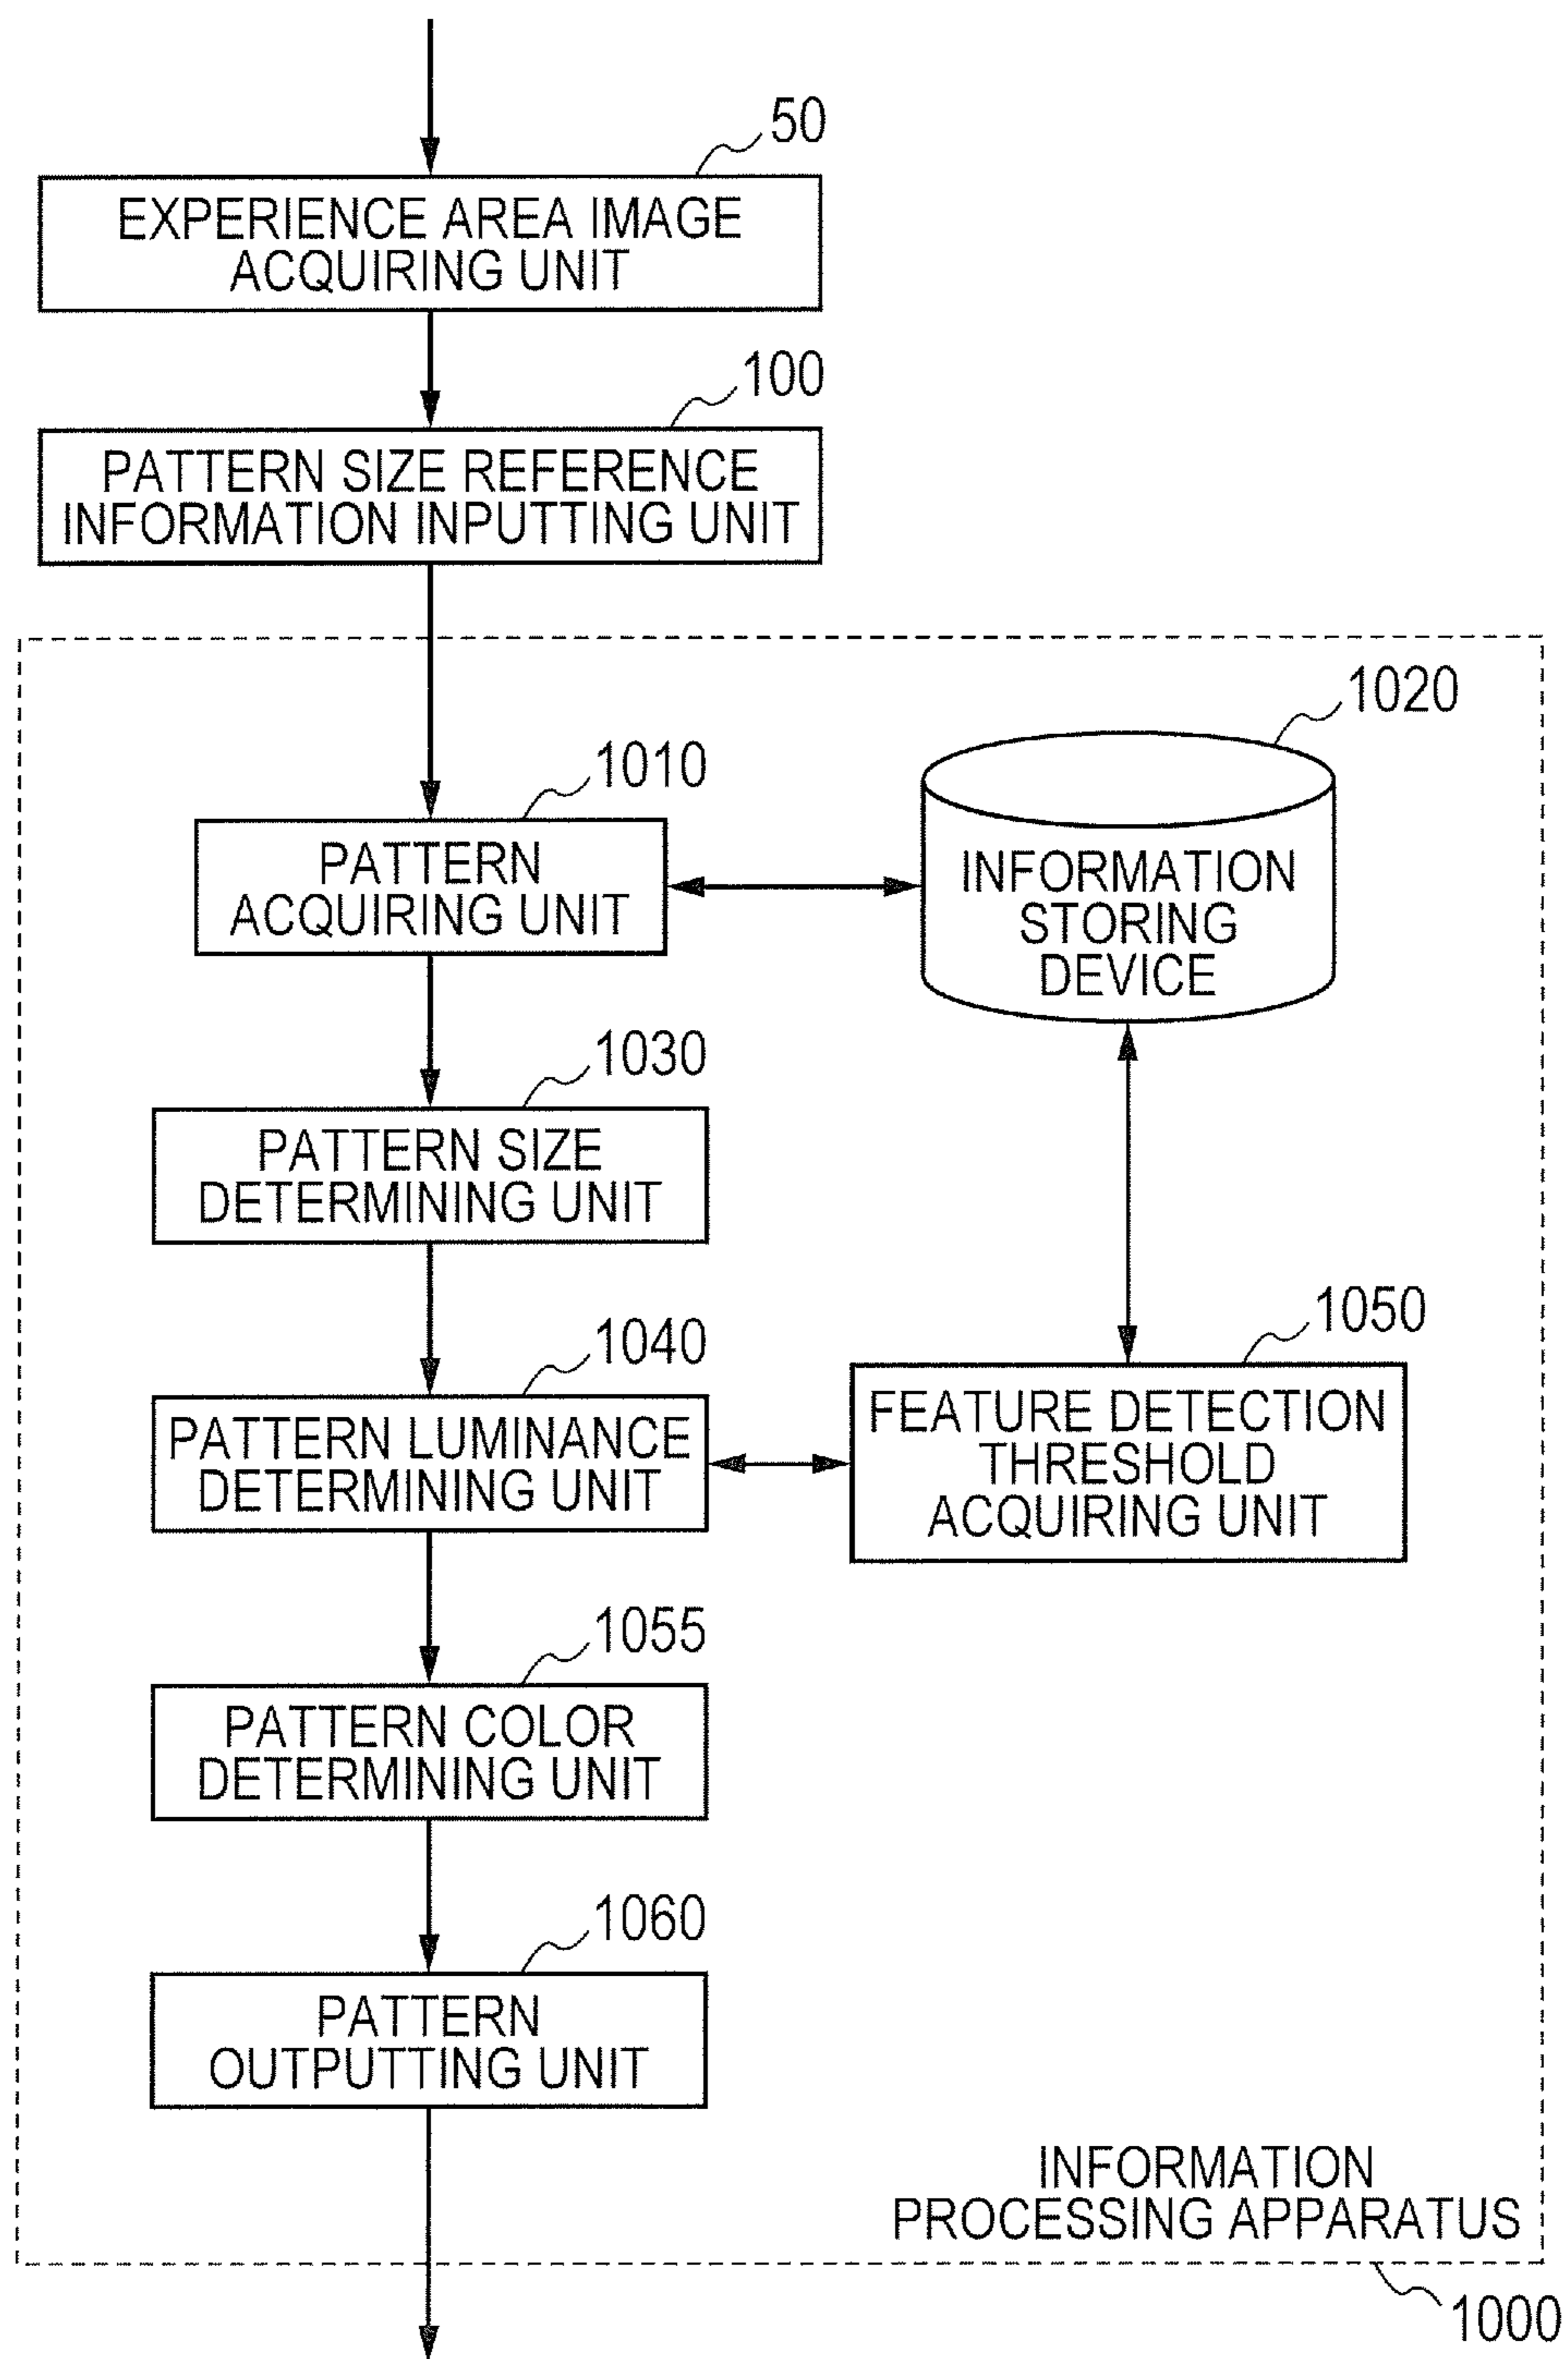 50
EXPERIENCE AREA IMAGE
ACQUIRING UNIT
100
PATTERN SIZE REFERENCE
INFORMATION INPUTTING UNIT
1010
PATTERN
ACQUIRING UNIT
1020
INFORMATION
STORING
DEVICE
1030
PATTERN SIZE
DETERMINING UNIT
1040
PATTERN LUMINANCE
DETERMINING UNIT
1050
FEATURE DETECTION
THRESHOLD
ACQUIRING UNIT
1055
PATTERN COLOR
DETERMINING UNIT
1060
PATTERN
OUTPUTTING UNIT
INFORMATION
PROCESSING APPARATUS
1000